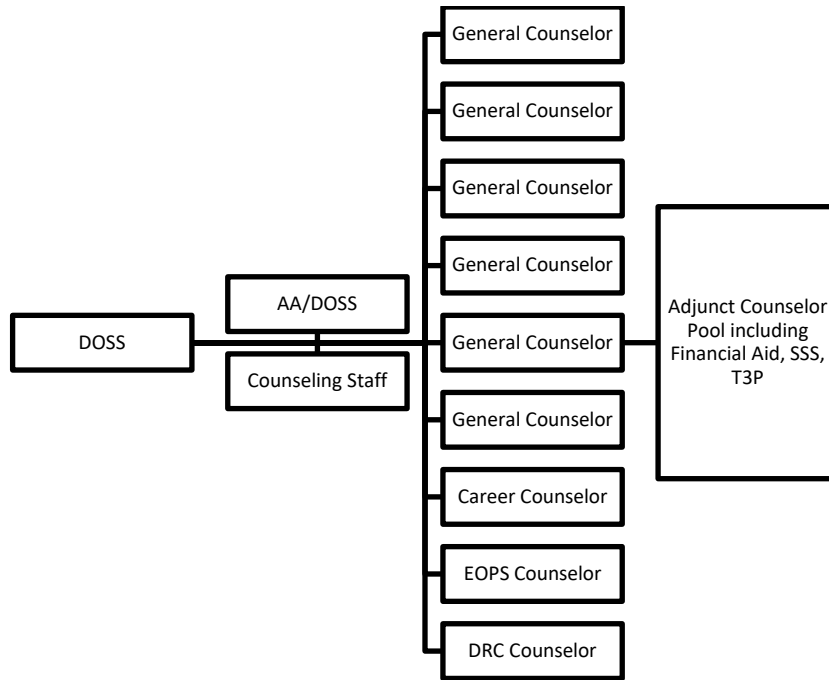 DOSS
AA/DOSS
Counseling Staff
General Counselor
General Counselor
General Counselor
General Counselor
General Counselor
General Counselor
Career Counselor
EOPS Counselor
DRC Counselor
Adjunct Counselor
Pool including
Financial Aid, SSS,
T3P